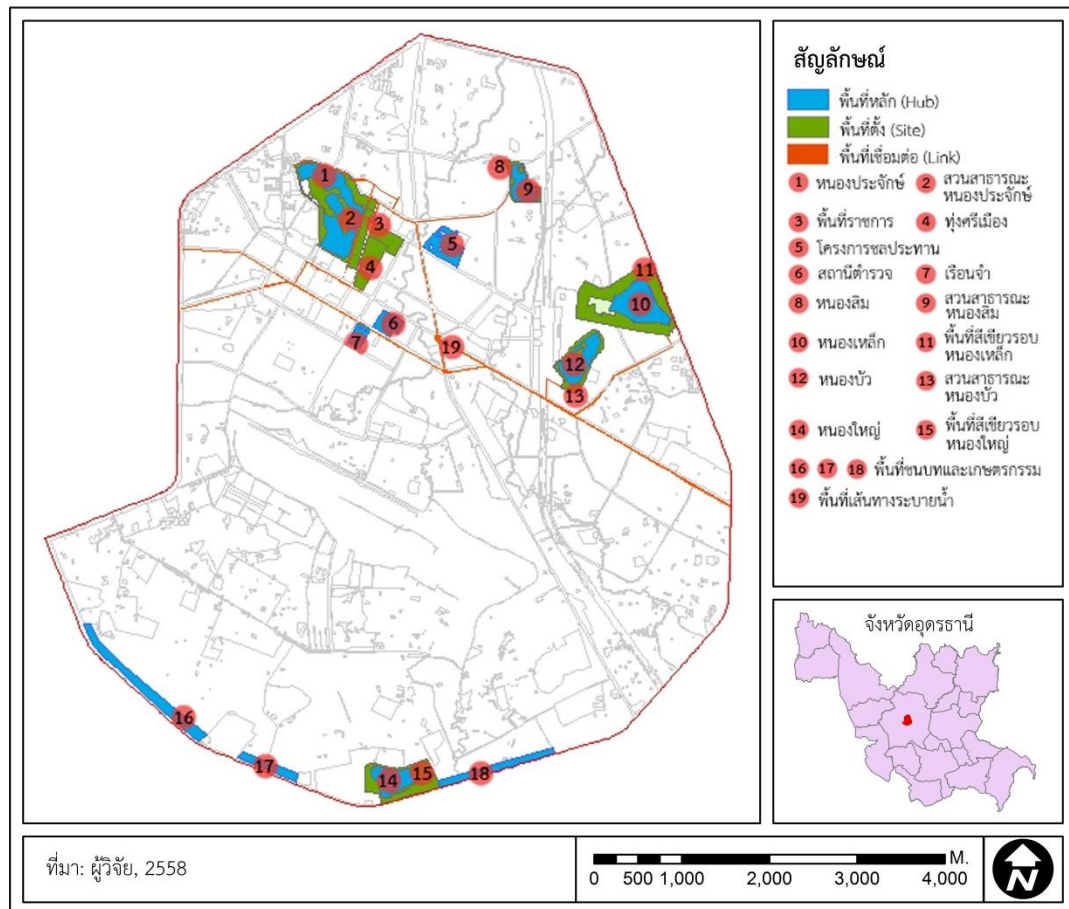 สัญลักษณ์
พื้นที่หลัก (Hub)
พื้นที่ตั้ง (Site)
พื้นที่เชื่อมต่อ (Link)
1 หนองประจักษ์ 2 สวนสาธารณะ
หนองประจักษ์
3 พื้นที่ราชการ 4 ทุ่งศรีเมือง
5 โครงการชลประทาน
6 สถานีตำรวจ 7 เรือนจำ
8 หนองสิม 9 สวนสาธารณะ
หนองสิม
10 หนองเหล็ก 11 พื้นที่สีเขียวรอบ
หนองเหล็ก
12 หนองบัว 13 สวนสาธารณะ
หนองบัว
14 หนองใหญ่ 15 พื้นที่สีเขียวรอบ
หนองใหญ่
16 17 18 พื้นที่ชนบทและเกษตรกรรม
19 พื้นที่เส้นทางระบายน้ำ
8
1
9
2
3
5
4
11
10
6
7
19
12
13
16
17
14
15
18
จังหวัดอุดรธานี
ที่มา: ผู้วิจัย, 2558
M.
0 500 1,000 2,000 3,000 4,000
N